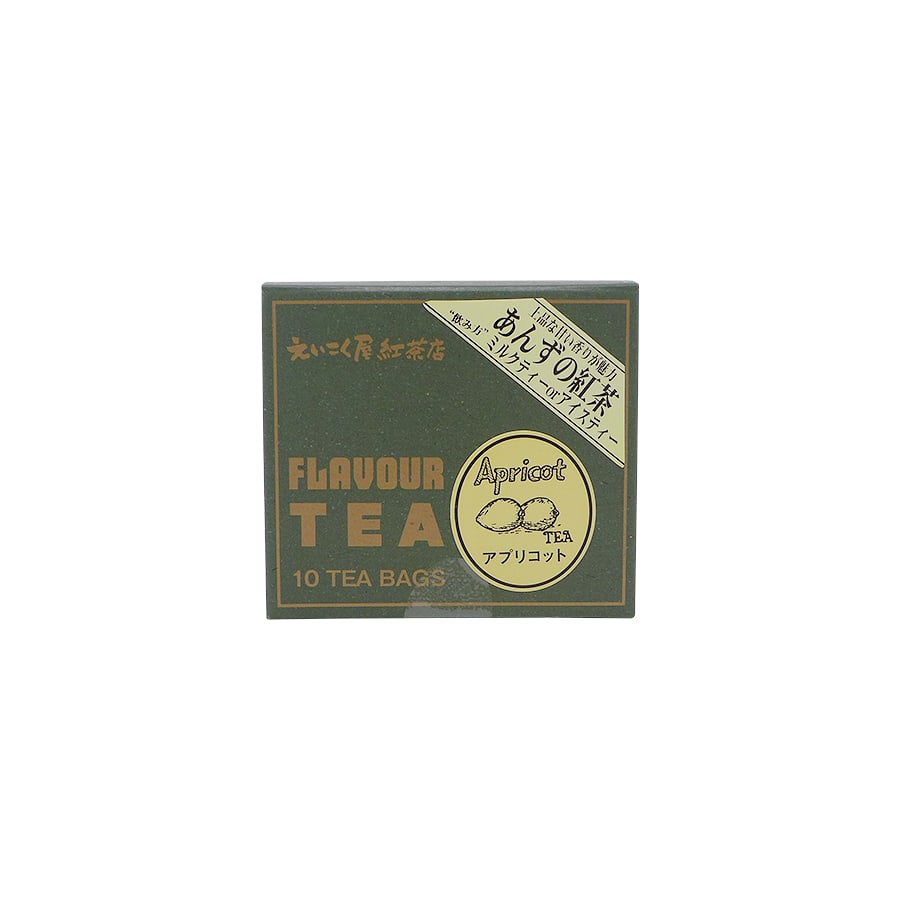 えいこく屋紅茶店
上品な甘い香りが魅力
あんずの紅茶
"飲み方"ミルクティーorアイスティー
FLAVOUR
TEA
10 TEA BAGS
Apricot
TEA
アプリコット